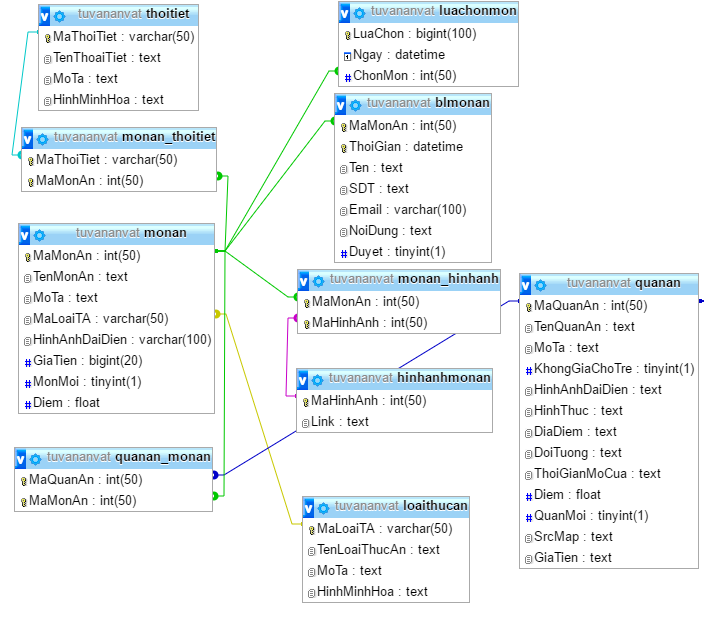 tuvananvat thoitiet
MaThoiTiet : varchar(50)
TenThoaiTiet : text
MoTa : text
HinhMinhHoa : text
tuvananvat luachonmon
LuaChon : bigint(100)
Ngay : datetime
ChonMon : int(50)
tuvananvat blmonan
MaMonAn : int(50)
ThoiGian : datetime
Ten : text
SDT : text
Email : varchar(100)
NoiDung : text
Duyet : tinyint(1)
tuvananvat monan_thoitiet
MaThoiTiet : varchar(50)
MaMonAn : int(50)
tuvananvat monan
MaMonAn : int(50)
TenMonAn : text
MoTa : text
MaLoaiTA : varchar(50)
HinhAnhDaiDien : varchar(100)
GiaTien : bigint(20)
MonMoi : tinyint(1)
Diem : float
tuvananvat monan_hinhanh
MaMonAn : int(50)
MaHinhAnh : int(50)
tuvananvat quanan
MaQuanAn : int(50)
TenQuanAn : text
MoTa : text
KhongGiaChoTre : tinyint(1)
HinhAnhDaiDien : text
HinhThuc : text
DiaDiem : text
DoiTuong : text
ThoiGianMoCua : text
Diem : float
QuanMoi : tinyint(1)
SrcMap : text
GiaTien : text
tuvananvat hinhanhmonan
MaHinhAnh : int(50)
Link : text
tuvananvat quanan_monan
MaQuanAn : int(50)
MaMonAn : int(50)
tuvananvat loaithucan
MaLoaiTA : varchar(50)
TenLoaiThucAn : text
MoTa : text
HinhMinhHoa : text